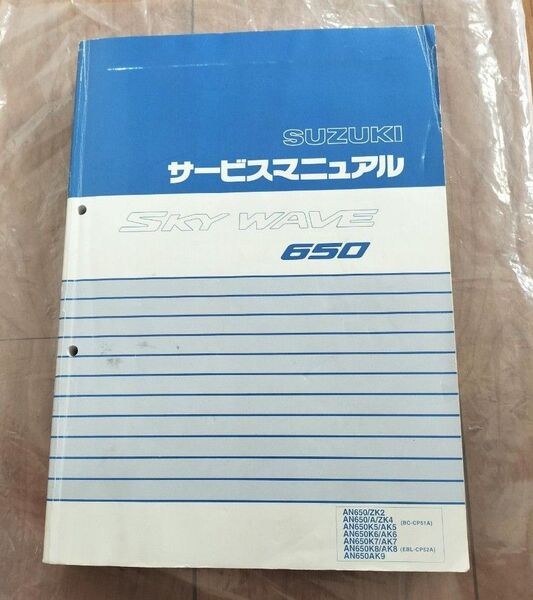 SUZUKI
サービスマニュアル
SKY WAVE
650
AN650/ZK2
AN650/A/ZK4
AN650K5/AK5 (BC-CP51A)
AN650K6/AK6
AN650K7/AK7
AN650K8/AK8 (EBL-CP52A)
AN650AK9